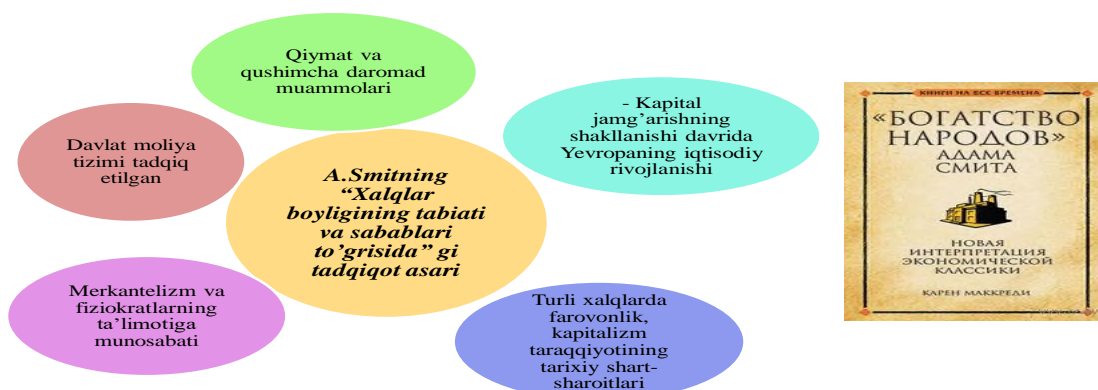 Qiymat va
qushimcha daromad
muammolari
- Kapital
jamg’arishning
shakllanishi davrida
Yevropaning iqtisodiy
rivojlanishi
Davlat moliya
tizimi tadqiq
etilgan
A.Smitning
“Xalqlar
boyligining tabiati
va sabablari
to’grisida” gi
tadqiqot asari
Merkantelizm va
fiziokratlarning
ta’limotiga
munosabati
Turli xalqlarda
farovonlik,
kapitalizm
taraqqiyotining
tarixiy shart-
sharoitlari
КНИГИ НА ВСЕ ВРЕМЕНА
«БОГАТСТВО
НАРОДОВ»
АДАМА
СМИТА
НОВАЯ
ИНТЕРПРЕТАЦИЯ
ЭКОНОМИЧЕСКОЙ
КЛАССИКИ
КАРЕН МАККРЕДИ